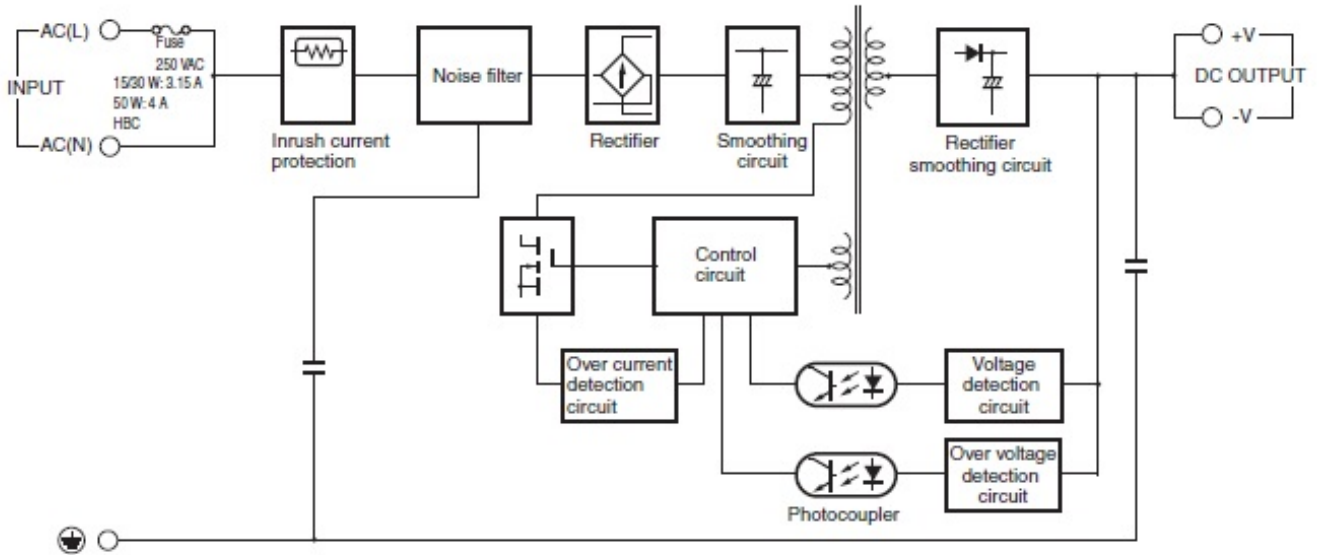 AC(L)
Fuse
250 VAC
15/30 W: 3.15 A
50 W: 4 A
HBC
INPUT
AC(N)
Inrush current
protection
Noise filter
Rectifier
Smoothing
circuit
Rectifier
smoothing circuit
+V
DC OUTPUT
-V
Control
circuit
Over current
detection
circuit
Voltage
detection
circuit
Over voltage
detection
circuit
Photocoupler